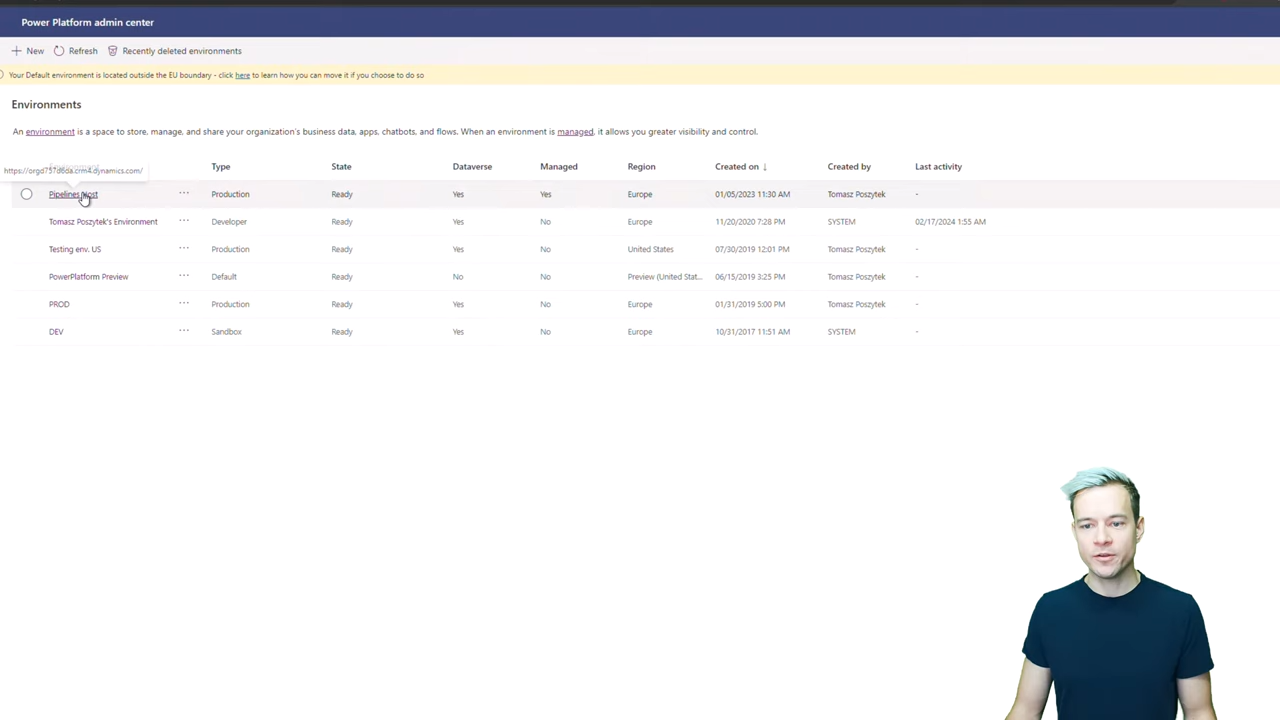 Power Platform admin center
New Refresh Recently deleted environments
Your Default environment is located outside the EU boundary - click here to learn how you can move it if you choose to do so
Environments
An environment is a space to store, manage, and share your organization's business data, apps, chatbots, and flows. When an environment is managed, it allows you greater visibility and control.
Type State Dataverse Managed Region Created on ↓ Created by Last activity
Pipelines Host ··· Production Ready Yes Yes Europe 01/05/2023 11:30 AM Tomasz Poszytek -
Tomasz Poszytek's Environment ··· Developer Ready Yes No Europe 11/20/2020 7:28 PM SYSTEM 02/17/2024 1:55 AM
Testing env. US ··· Production Ready Yes No United States 07/30/2019 12:01 PM Tomasz Poszytek -
PowerPlatform Preview ··· Default Ready No No Preview (United Stat... 06/15/2019 3:25 PM Tomasz Poszytek -
PROD ··· Production Ready Yes No Europe 01/31/2019 5:00 PM Tomasz Poszytek -
DEV ··· Sandbox Ready Yes No Europe 10/31/2017 11:51 AM SYSTEM -